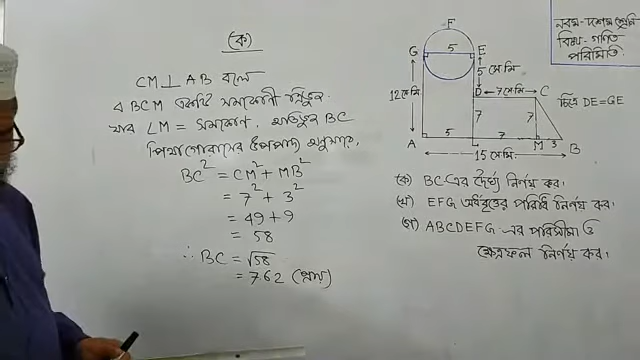 (ক)
CM⊥AB বলে
∴ BCM একটি সমকোণী ত্রিভুজ
যার ∠M = সমকোণ, অতিভুজ BC
পিথাগোরাসের উপপাদ্য অনুসারে,
BC² = CM² + MB²
= 7² + 3²
= 49 + 9
= 58
∴ BC = √58
= 7.62 (প্রায়)
নবম-দশম শ্রেণি
বিষয়-গণিত
পরিমিতি
F
G 5 E
5 সে মি
12 সে মি
D 7 সে মি C
চিত্রে DE=GE
7 7
A 5 7 M 3 B
15 সে.মি.
(ক) BC এর দৈর্ঘ্য নির্ণয় কর।
(খ) EFG অর্ধবৃত্তের পরিধি নির্ণয় কর।
(গ) ABCDEFG এর পরিসীমা ও
ক্ষেত্রফল নির্ণয় কর।